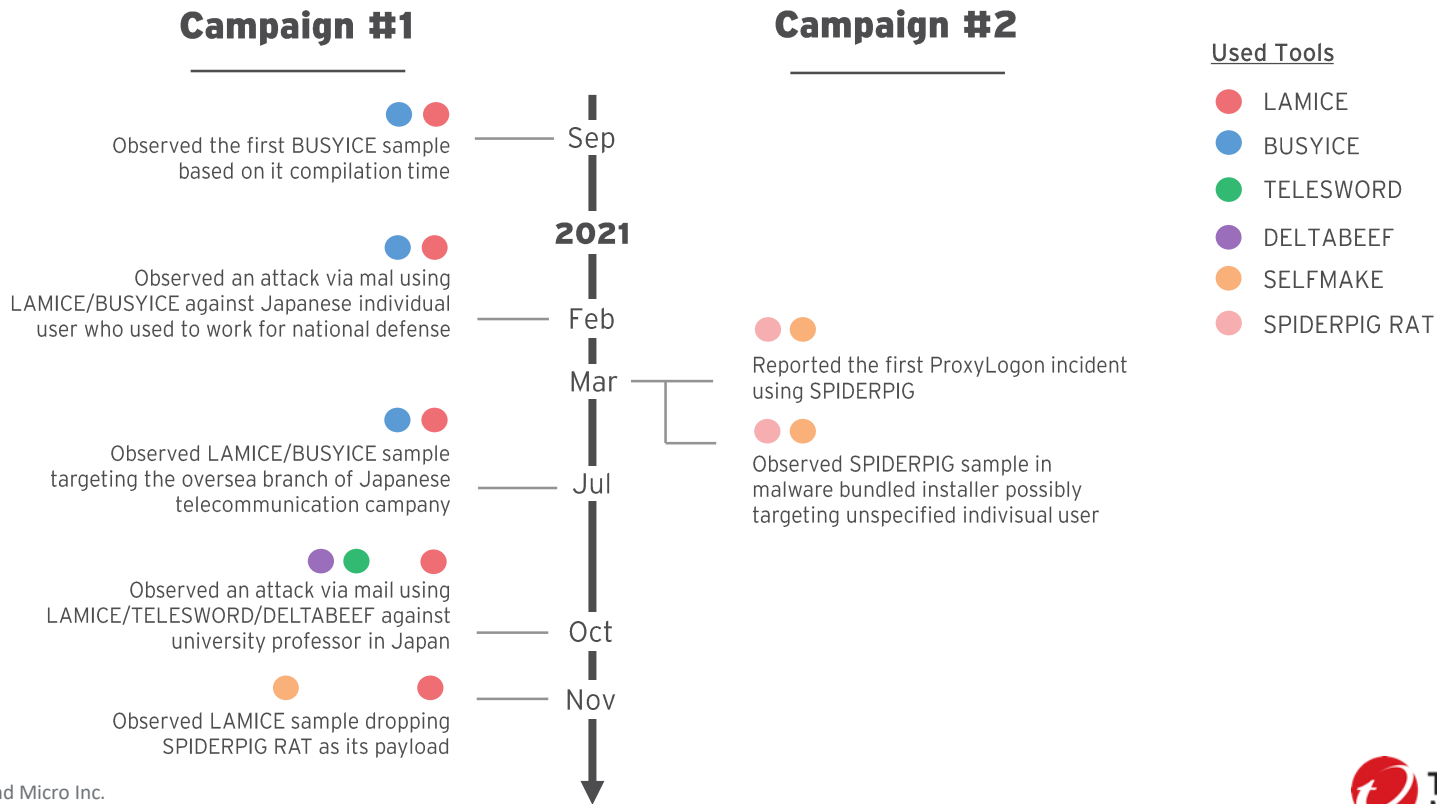 Campaign #1
Campaign #2
Used Tools
LAMICE
BUSYICE
TELESWORD
DELTABEEF
SELFMAKE
SPIDERPIG RAT
Sep
Observed the first BUSYICE sample
based on it compilation time
2021
Feb
Observed an attack via mal using
LAMICE/BUSYICE against Japanese individual
user who used to work for national defense
Mar
Reported the first ProxyLogon incident
using SPIDERPIG
Observed SPIDERPIG sample in
malware bundled installer possibly
targeting unspecified indivisual user
Jul
Observed LAMICE/BUSYICE sample
targeting the oversea branch of Japanese
telecommunication campany
Oct
Observed an attack via mail using
LAMICE/TELESWORD/DELTABEEF against
university professor in Japan
Nov
Observed LAMICE sample dropping
SPIDERPIG RAT as its payload
Micro Inc.